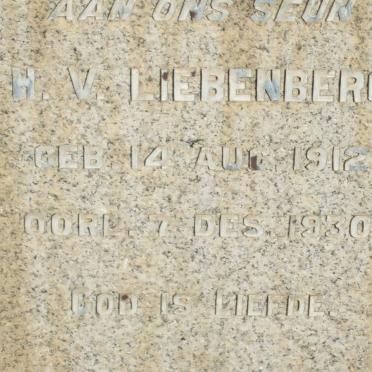 AAN ONS SEUN
H. V. LIEBENBERG
GEB 14 AUG 1912
OORL. 7 DES. 1930
GOD IS LIEFDE.